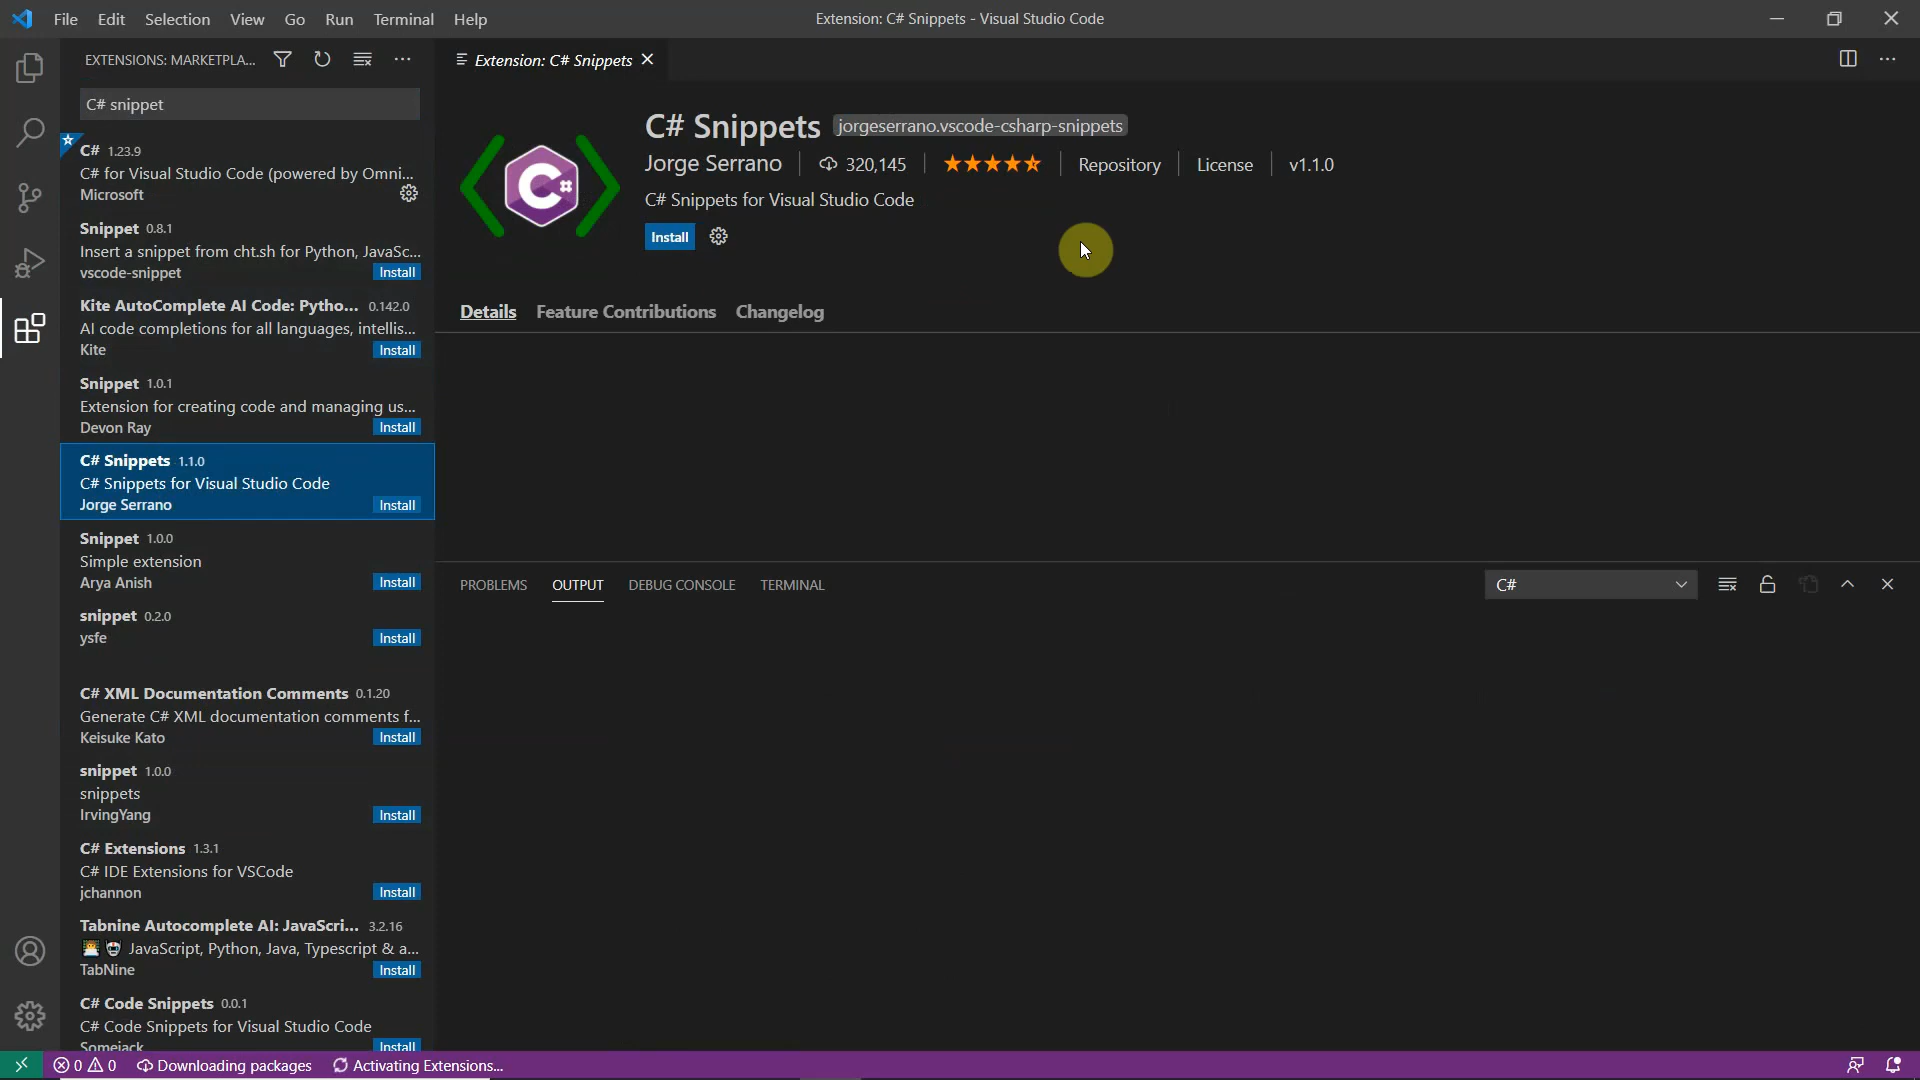 File Edit Selection View Go Run Terminal Help
Extension: C# Snippets - Visual Studio Code
EXTENSIONS: MARKETPLA...
C# snippet
C# 1.23.9
C# for Visual Studio Code (powered by Omni...
Microsoft
Snippet 0.8.1
Insert a snippet from cht.sh for Python, JavaSc...
vscode-snippet Install
Kite AutoComplete AI Code: Pytho... 0.142.0
AI code completions for all languages, intellis...
Kite Install
Snippet 1.0.1
Extension for creating code and managing us...
Devon Ray Install
C# Snippets 1.1.0
C# Snippets for Visual Studio Code
Jorge Serrano Install
Snippet 1.0.0
Simple extension
Arya Anish Install
snippet 0.2.0
ysfe Install
C# XML Documentation Comments 0.1.20
Generate C# XML documentation comments f...
Keisuke Kato Install
snippet 1.0.0
snippets
IrvingYang Install
C# Extensions 1.3.1
C# IDE Extensions for VSCode
jchannon Install
Tabnine Autocomplete AI: JavaScri... 3.2.16
JavaScript, Python, Java, Typescript & a...
TabNine Install
C# Code Snippets 0.0.1
C# Code Snippets for Visual Studio Code
Somejack Install
Extension: C# Snippets
C#
C# Snippets jorgeserrano.vscode-csharp-snippets
Jorge Serrano 320,145 Repository License v1.1.0
C# Snippets for Visual Studio Code
Install
Details Feature Contributions Changelog
PROBLEMS OUTPUT DEBUG CONSOLE TERMINAL C#
0 0 Downloading packages Activating Extensions...